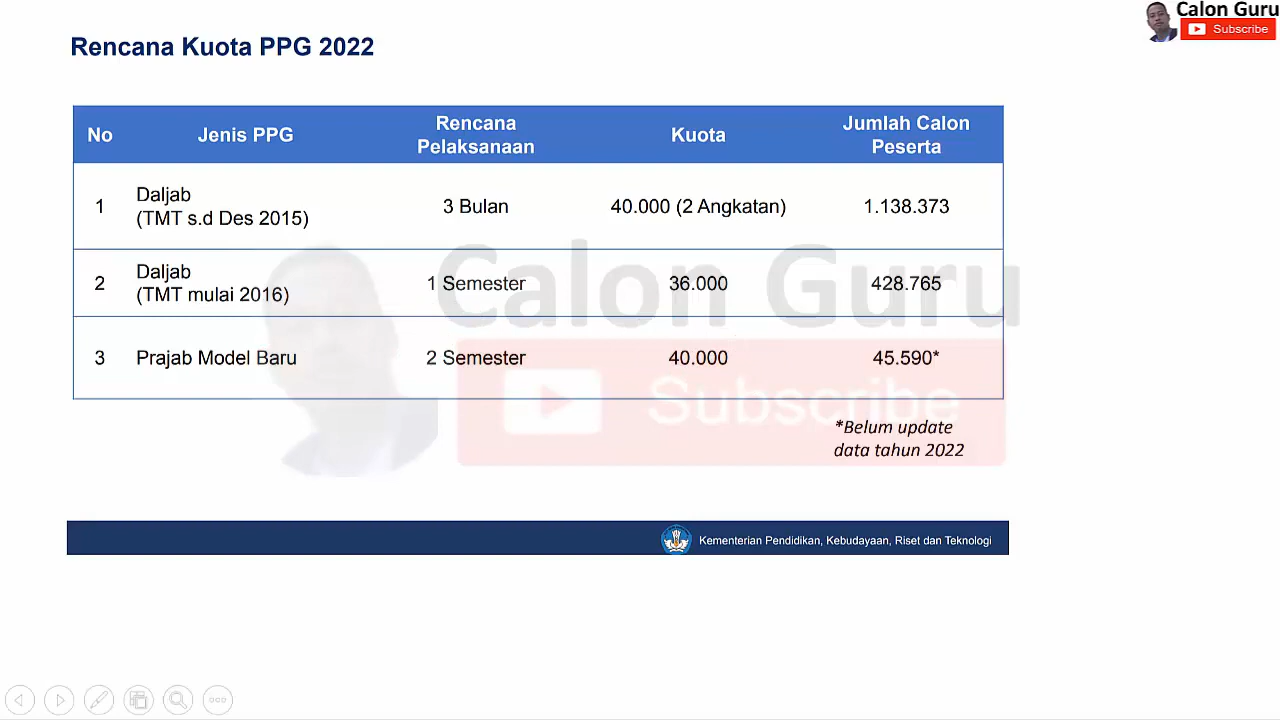 Calon Guru
Subscribe
Rencana Kuota PPG 2022
No
Jenis PPG
Rencana
Pelaksanaan
Kuota
Jumlah Calon
Peserta
1
Daljab
(TMT s.d Des 2015)
3 Bulan
40.000 (2 Angkatan)
1.138.373
2
Daljab
(TMT mulai 2016)
1 Semester
36.000
428.765
3
Prajab Model Baru
2 Semester
40.000
45.590*
Calon Guru
Subscribe
*Belum update
data tahun 2022
Kementerian Pendidikan, Kebudayaan, Riset dan Teknologi